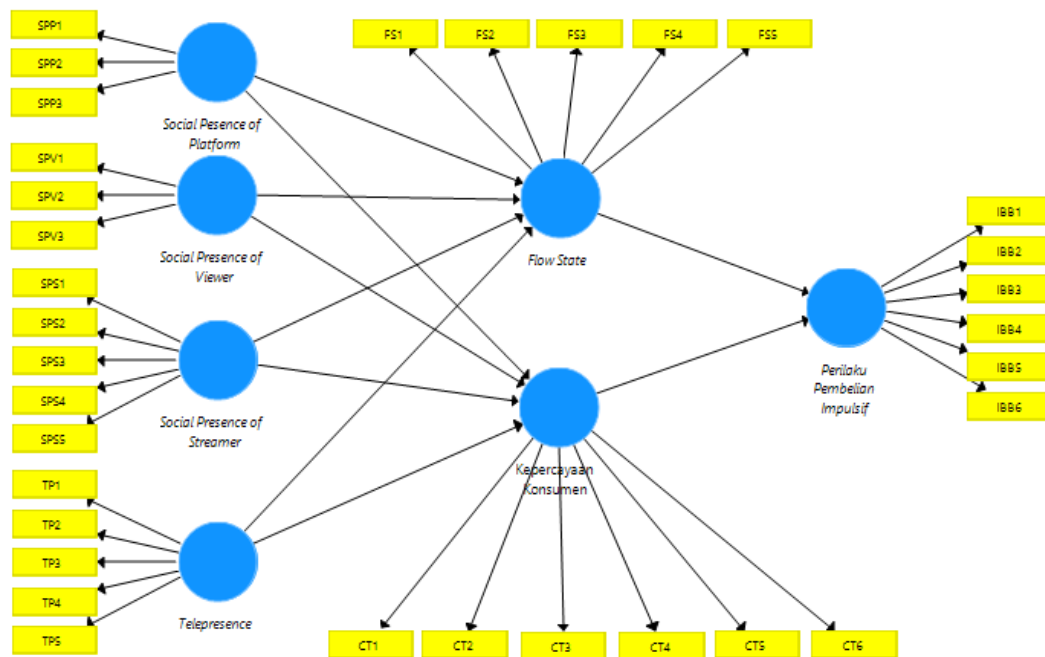 SPP1
SPP2
SPP3
Social Pesence of
Platform
SPV1
SPV2
SPV3
Social Presence of
Viewer
SPS1
SPS2
SPS3
SPS4
SPS5
Social Presence of
Streamer
TP1
TP2
TP3
TP4
TP5
Telepresence
FS1
FS2
FS3
FS4
FS5
Flow State
Kepercayaan
Konsumen
CT1
CT2
CT3
CT4
CT5
CT6
Perilaku
Pembelian
Impulsif
IBB1
IBB2
IBB3
IBB4
IBB5
IBB6